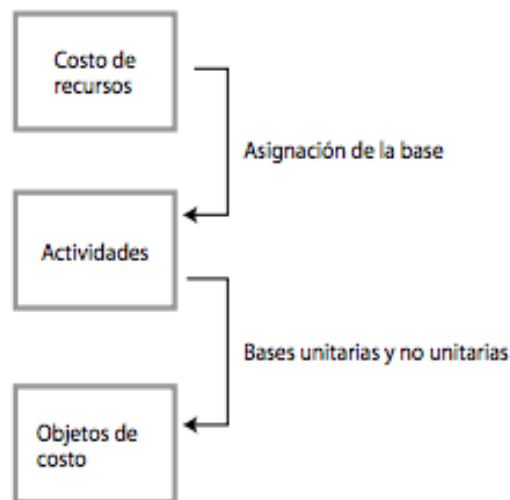 Costo de
recursos
Asignación de la base
Actividades
Bases unitarias y no unitarias
Objetos de
costo